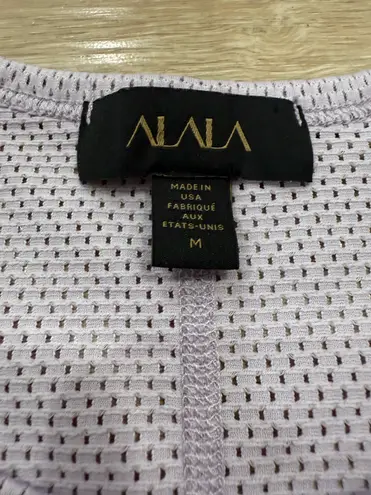 ALALA
MADE IN
USA
FABRIQUÉ
AUX
ETATS-UNIS
M